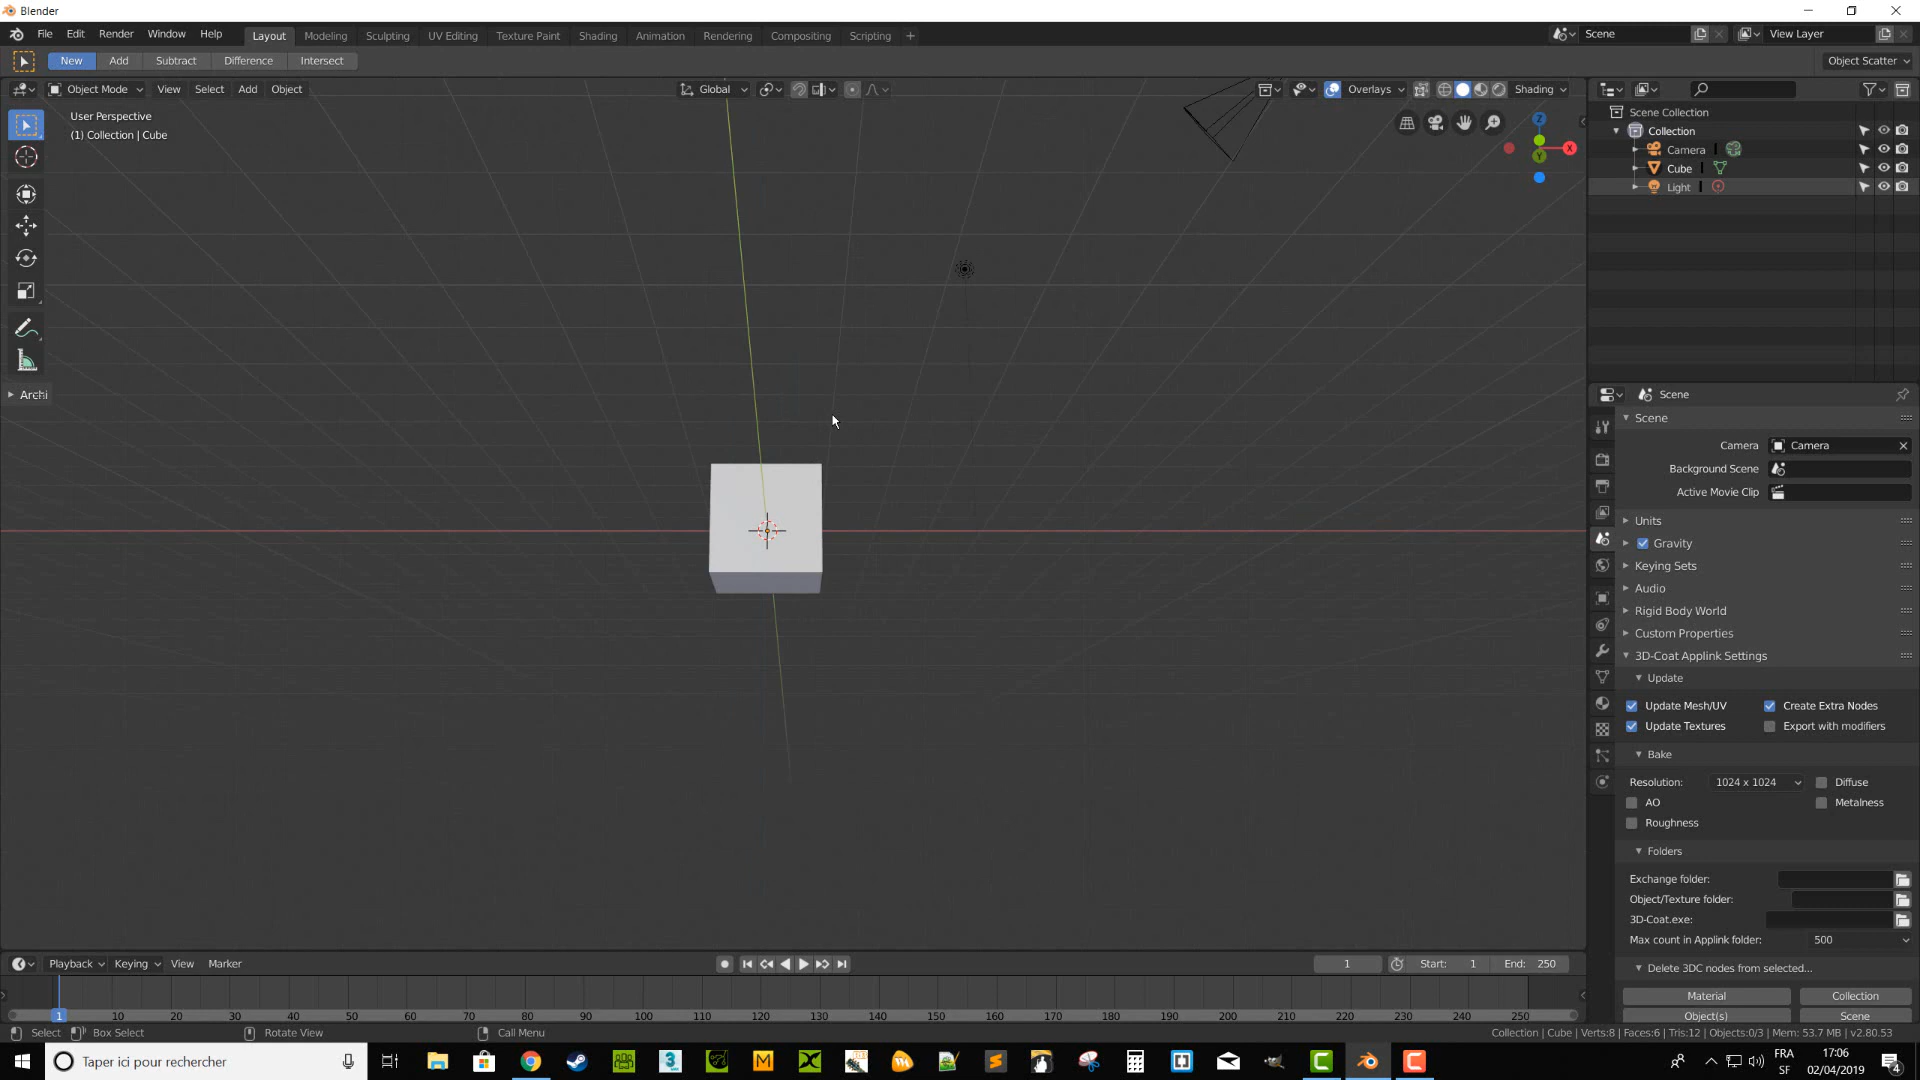 Blender
File Edit Render Window Help Layout Modeling Sculpting UV Editing Texture Paint Shading Animation Rendering Compositing Scripting + Scene View Layer
New Add Subtract Difference Intersect Object Scatter
Object Mode View Select Add Object Global Overlays Shading
User Perspective
(1) Collection | Cube
Z
Y
X
Archi
Scene Collection
Collection
Camera
Cube
Light
Scene
Scene
Camera Camera
Background Scene
Active Movie Clip
Units
Gravity
Keying Sets
Audio
Rigid Body World
Custom Properties
3D-Coat Applink Settings
Update
Update Mesh/UV Create Extra Nodes
Update Textures Export with modifiers
Bake
Resolution: 1024 x 1024 Diffuse
AO Metalness
Roughness
Folders
Exchange folder:
Object/Texture folder:
3D-Coat.exe:
Max count in Applink folder: 500
Delete 3DC nodes from selected...
Material Collection
Object(s) Scene
Playback Keying View Marker 1 Start: 1 End: 250
1 10 20 30 40 50 60 70 80 90 100 110 120 130 140 150 160 170 180 190 200 210 220 230 240 250
Select Box Select Rotate View Call Menu Collection | Cube | Verts:8 | Faces:6 | Tris:12 | Objects:0/3 | Mem: 53.7 MB | v2.80.53
Taper ici pour rechercher
FRA
SF
17:06
02/04/2019
4